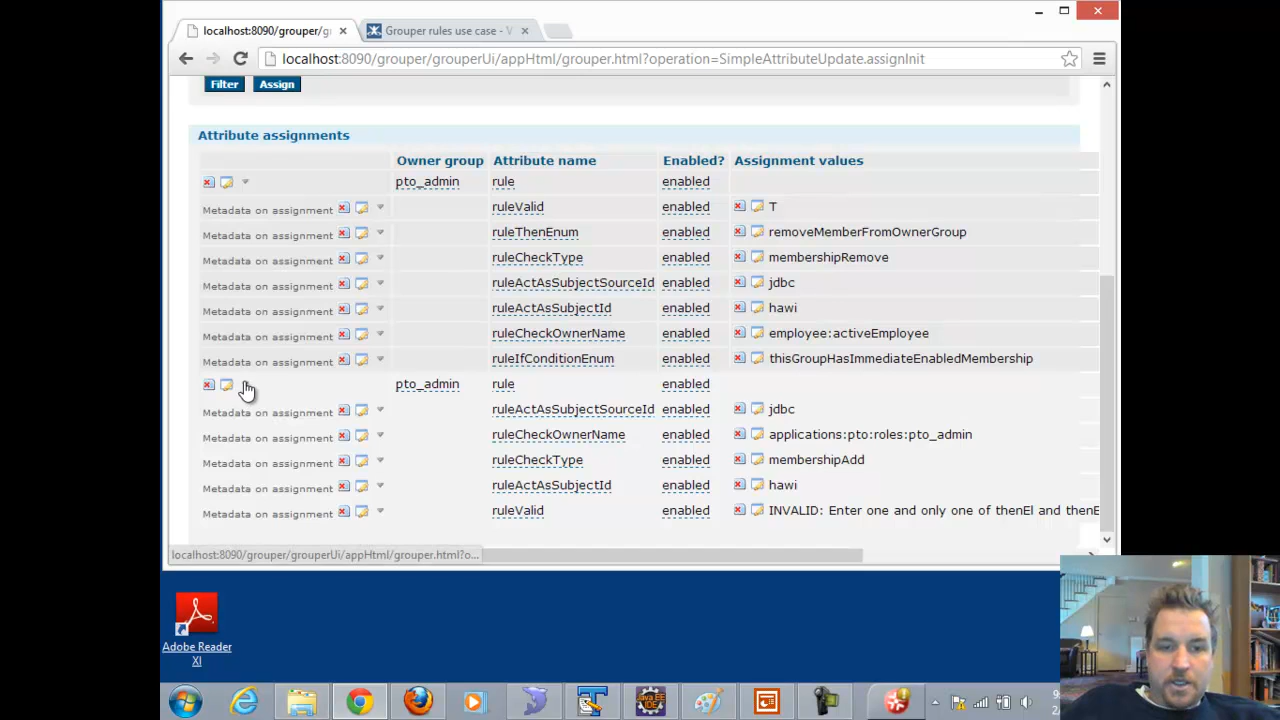 localhost:8090/grouper/g
Grouper rules use case - V
localhost:8090/grouper/grouperUi/appHtml/grouper.html?operation=SimpleAttributeUpdate.assignInit
Filter Assign
Attribute assignments
Owner group Attribute name Enabled? Assignment values
pto_admin rule enabled
Metadata on assignment ruleValid enabled T
Metadata on assignment ruleThenEnum enabled removeMemberFromOwnerGroup
Metadata on assignment ruleCheckType enabled membershipRemove
Metadata on assignment ruleActAsSubjectSourceId enabled jdbc
Metadata on assignment ruleActAsSubjectId enabled hawi
Metadata on assignment ruleCheckOwnerName enabled employee:activeEmployee
Metadata on assignment ruleIfConditionEnum enabled thisGroupHasImmediateEnabledMembership
pto_admin rule enabled
Metadata on assignment ruleActAsSubjectSourceId enabled jdbc
Metadata on assignment ruleCheckOwnerName enabled applications:pto:roles:pto_admin
Metadata on assignment ruleCheckType enabled membershipAdd
Metadata on assignment ruleActAsSubjectId enabled hawi
Metadata on assignment ruleValid enabled INVALID: Enter one and only one of thenEl and thenE
localhost:8090/grouper/grouperUi/appHtml/grouper.html?o...
Adobe Reader
XI
Java EE
IDE